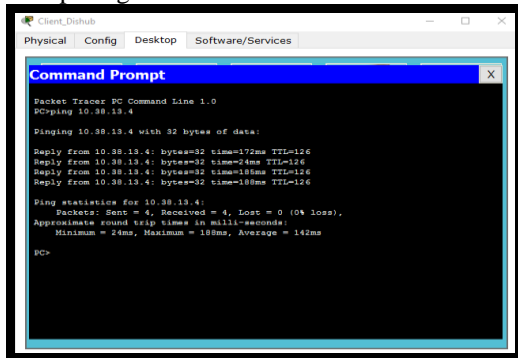 Client_Dishub
Physical Config Desktop Software/Services
Command Prompt
X
Packet Tracer PC Command Line 1.0
PC>ping 10.38.13.4
Pinging 10.38.13.4 with 32 bytes of data:
Reply from 10.38.13.4: bytes=32 time=172ms TTL=126
Reply from 10.38.13.4: bytes=32 time=24ms TTL=126
Reply from 10.38.13.4: bytes=32 time=185ms TTL=126
Reply from 10.38.13.4: bytes=32 time=188ms TTL=126
Ping statistics for 10.38.13.4:
Packets: Sent = 4, Received = 4, Lost = 0 (0% loss),
Approximate round trip times in milli-seconds:
Minimum = 24ms, Maximum = 188ms, Average = 142ms
PC>